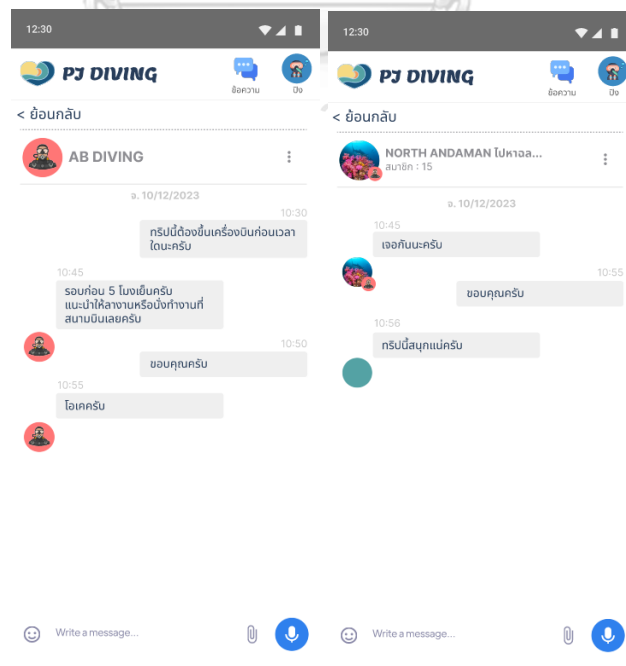 12:30
PJ DIVING
ข้อความ
ปิง
< ย้อนกลับ
AB DIVING
จ. 10/12/2023
10:30
ทริปนี้ต้องขึ้นเครื่องบินก่อนเวลา
ใดนะครับ
10:45
รอบก่อน 5 โมงเย็นครับ
แนะนำให้ลางานหรือนั่งทำงานที่
สนามบินเลยครับ
10:50
ขอบคุณครับ
10:55
โอเคครับ
Write a message...
12:30
PJ DIVING
ข้อความ
ปิง
< ย้อนกลับ
NORTH ANDAMAN ไปหาฉล...
สมาชิก : 15
จ. 10/12/2023
10:45
เจอกันนะครับ
10:55
ขอบคุณครับ
10:56
ทริปนี้สนุกแน่ครับ
Write a message...